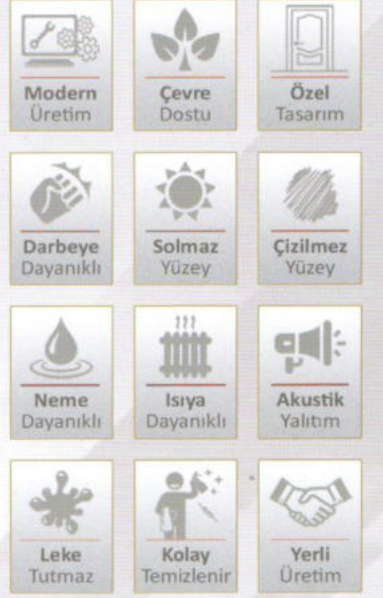 Modern
Üretim
Çevre
Dostu
Özel
Tasarım
Darbeye
Dayanıklı
Solmaz
Yüzey
Çizilmez
Yüzey
Neme
Dayanıklı
Isıya
Dayanıklı
Akustik
Yalıtım
Leke
Tutmaz
Kolay
Temizlenir
Yerli
Üretim